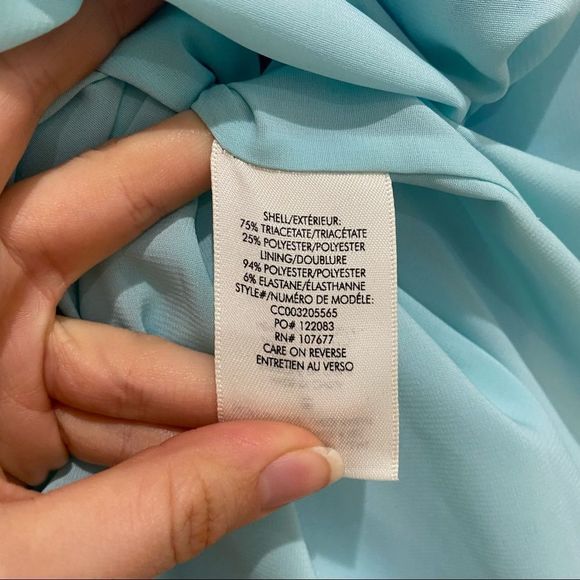 SHELL/EXTÉRIEUR:
75% TRIACETATE/TRIACÉTATE
25% POLYESTER/POLYESTER
LINING/DOUBLURE
94% POLYESTER/POLYESTER
6% ELASTANE/ÉLASTHANNE
STYLE#/NUMÉRO DE MODÉLE:
CC003205565
PO# 122083
RN# 107677
CARE ON REVERSE
ENTRETIEN AU VERSO